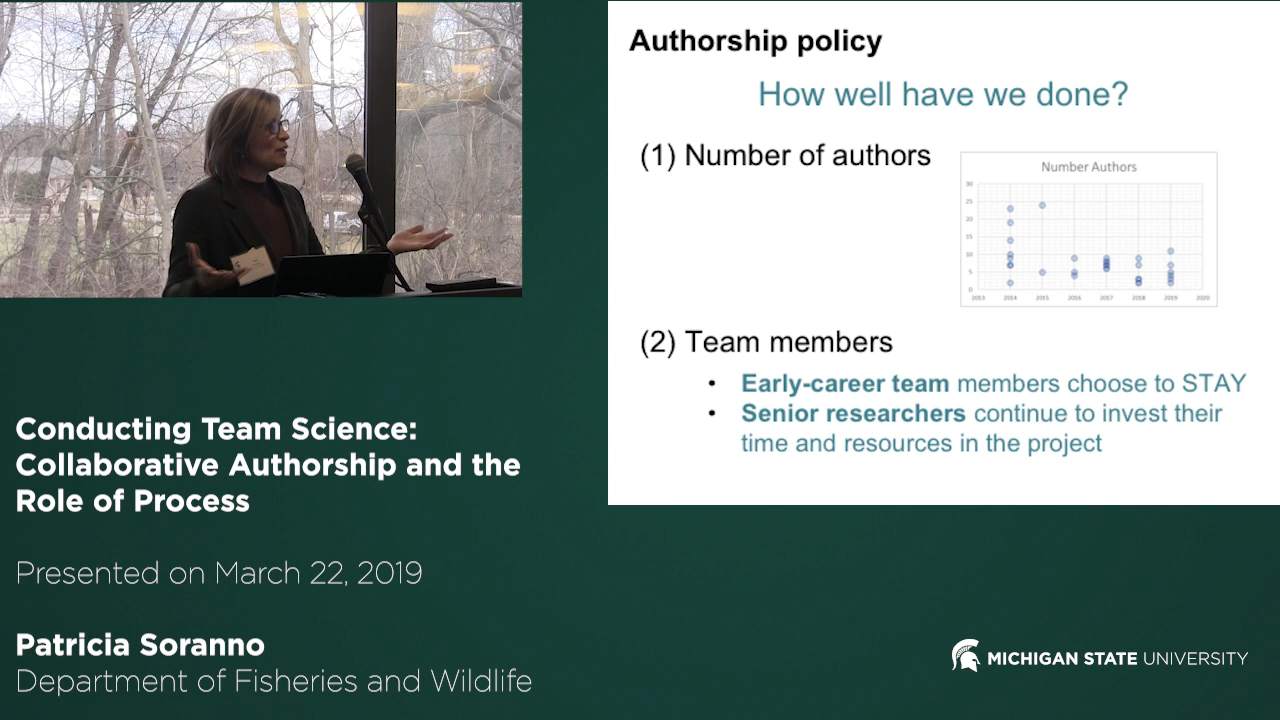 Authorship policy
How well have we done?
(1) Number of authors
Number Authors
30
25
20
15
10
5
0
2013 2014 2015 2016 2017 2018 2019 2020
(2) Team members
• Early-career team members choose to STAY
• Senior researchers continue to invest their
time and resources in the project
Conducting Team Science:
Collaborative Authorship and the
Role of Process
Presented on March 22, 2019
Patricia Soranno
Department of Fisheries and Wildlife
MICHIGAN STATE UNIVERSITY